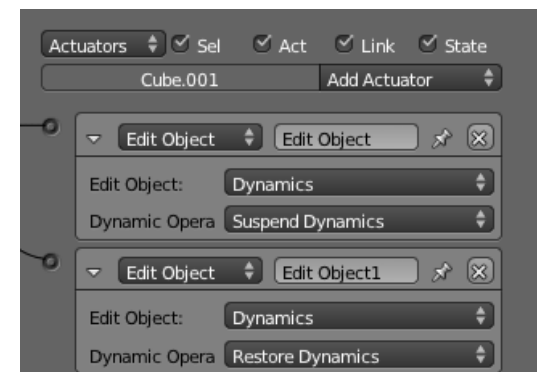 Actuators Sel Act Link State
Cube.001 Add Actuator
Edit Object Edit Object
Edit Object: Dynamics
Dynamic Opera Suspend Dynamics
Edit Object Edit Object1
Edit Object: Dynamics
Dynamic Opera Restore Dynamics